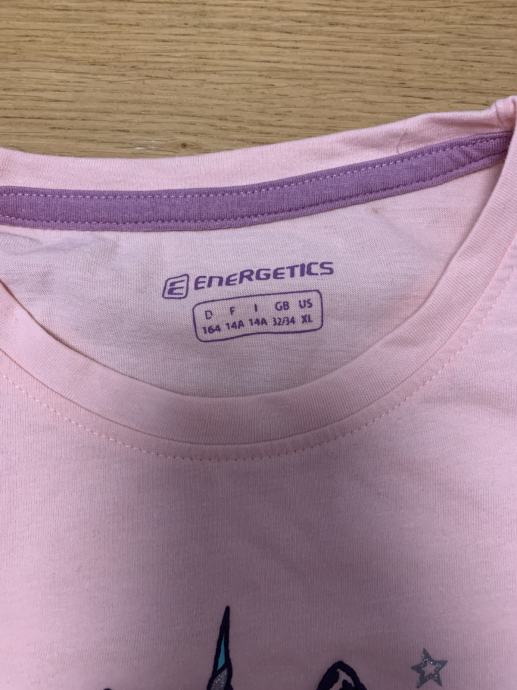 E ENERGETICS
D F I GB US
164 14A 14A 32/34 XL